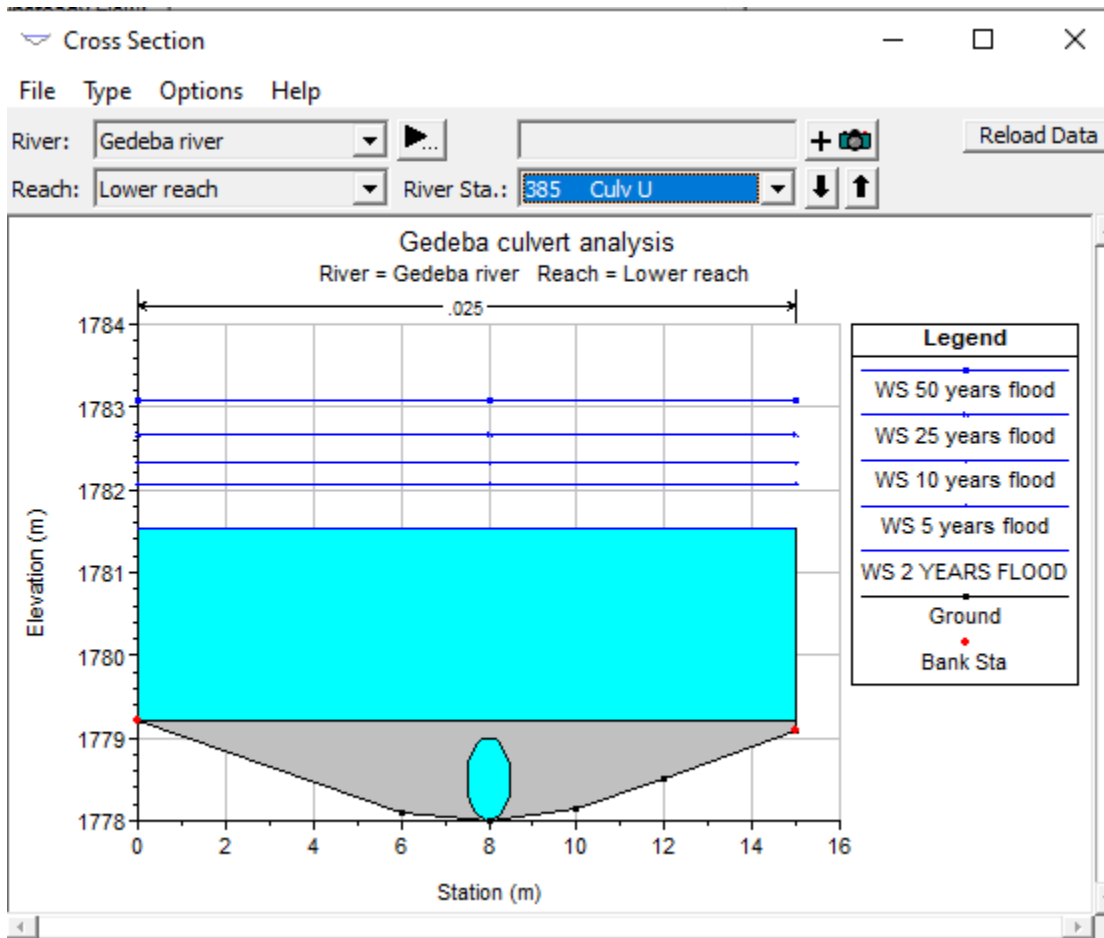 Cross Section
File Type Options Help
River: Gedeba river ... Reload Data
Reach: Lower reach River Sta.: 385 Culv U
Gedeba culvert analysis
River = Gedeba river Reach = Lower reach
.025
Elevation (m)
1784
1783
1782
1781
1780
1779
1778
0 2 4 6 8 10 12 14 16
Station (m)
Legend
WS 50 years flood
WS 25 years flood
WS 10 years flood
WS 5 years flood
WS 2 YEARS FLOOD
Ground
Bank Sta